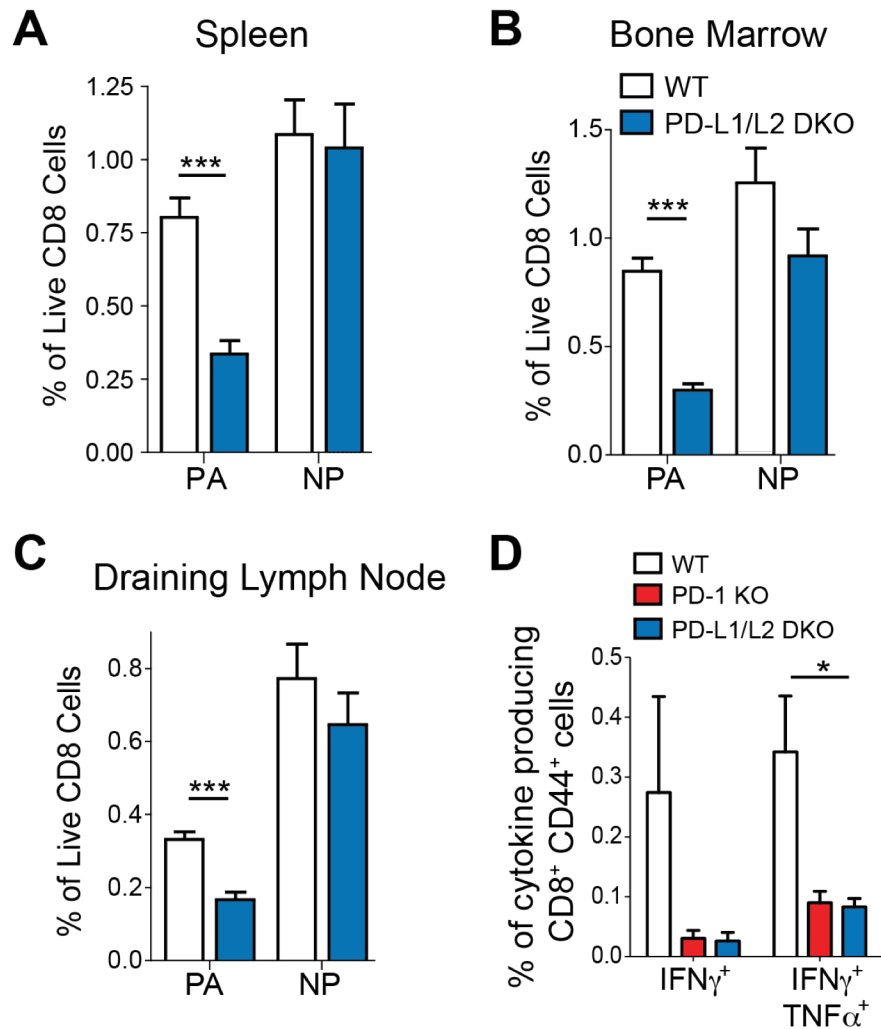 A
Spleen
% of Live CD8 Cells
1.25
1.00
0.75
0.50
0.25
0.00
***
PA
NP
B
Bone Marrow
WT
PD-L1/L2 DKO
% of Live CD8 Cells
1.5
1.0
0.5
0.0
***
PA
NP
C
Draining Lymph Node
% of Live CD8 Cells
0.8
0.6
0.4
0.2
0.0
***
PA
NP
D
WT
PD-1 KO
PD-L1/L2 DKO
% of cytokine producing
CD8⁺ CD44⁺ cells
0.5
0.4
0.3
0.2
0.1
0.0
*
IFNγ⁺
IFNγ⁺
TNFα⁺